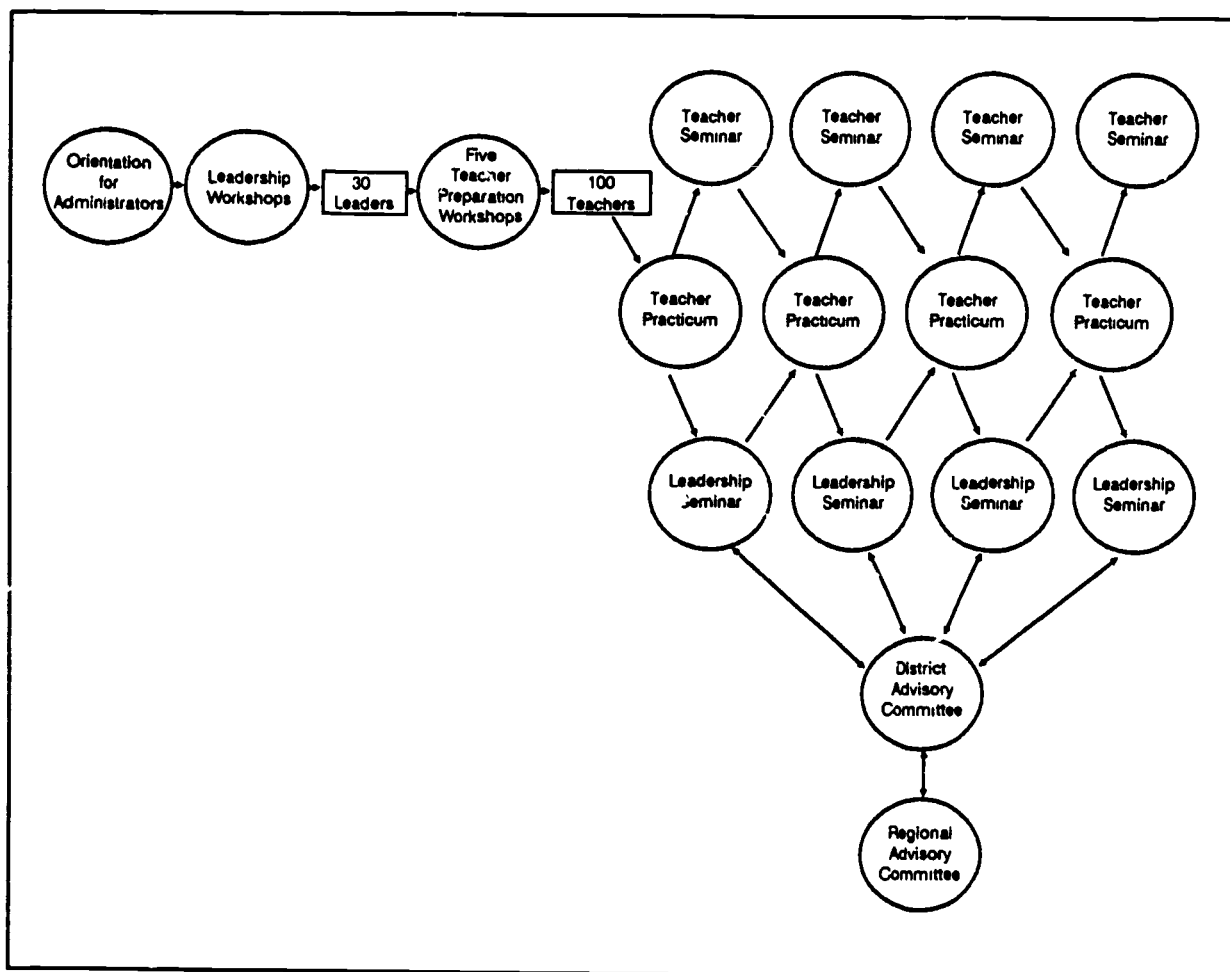 Orientation
for
Administrators
Leadership
Workshops
30
Leaders
Five
Teacher
Preparation
Workshops
100
Teachers
Teacher
Seminar
Teacher
Seminar
Teacher
Seminar
Teacher
Seminar
Teacher
Practicum
Teacher
Practicum
Teacher
Practicum
Teacher
Practicum
Leadership
Seminar
Leadership
Seminar
Leadership
Seminar
Leadership
Seminar
District
Advisory
Committee
Regional
Advisory
Committee